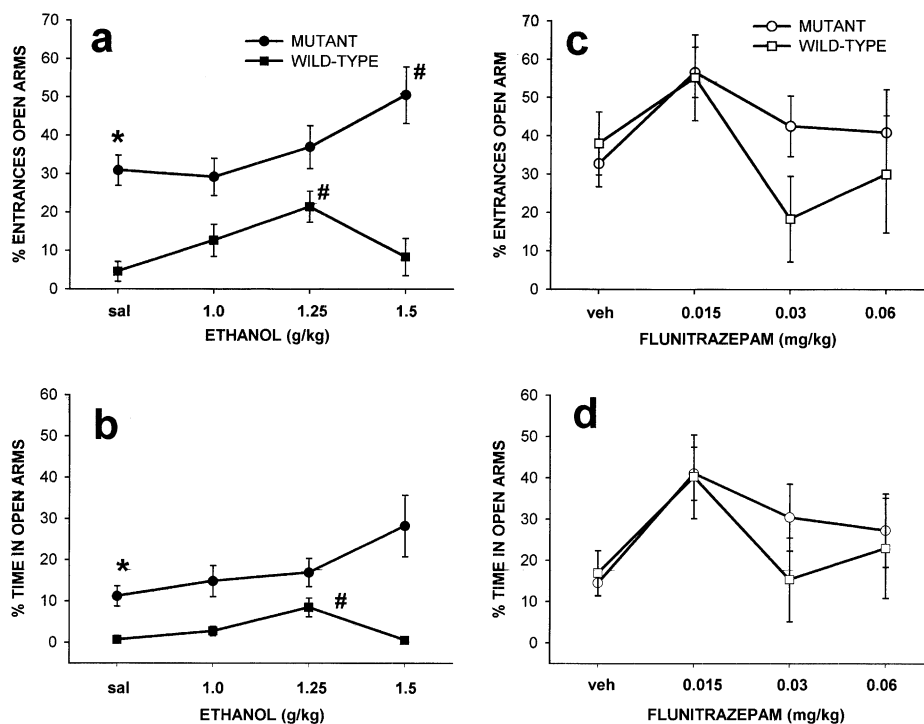 a
MUTANT
WILD-TYPE
% ENTRANCES OPEN ARMS
70
60
50
40
30
20
10
0
*
#
#
sal 1.0 1.25 1.5
ETHANOL (g/kg)
c
MUTANT
WILD-TYPE
% ENTRANCES OPEN ARM
70
60
50
40
30
20
10
0
veh 0.015 0.03 0.06
FLUNITRAZEPAM (mg/kg)
b
% TIME IN OPEN ARMS
60
50
40
30
20
10
0
*
#
sal 1.0 1.25 1.5
ETHANOL (g/kg)
d
% TIME IN OPEN ARMS
60
50
40
30
20
10
0
veh 0.015 0.03 0.06
FLUNITRAZEPAM (mg/kg)